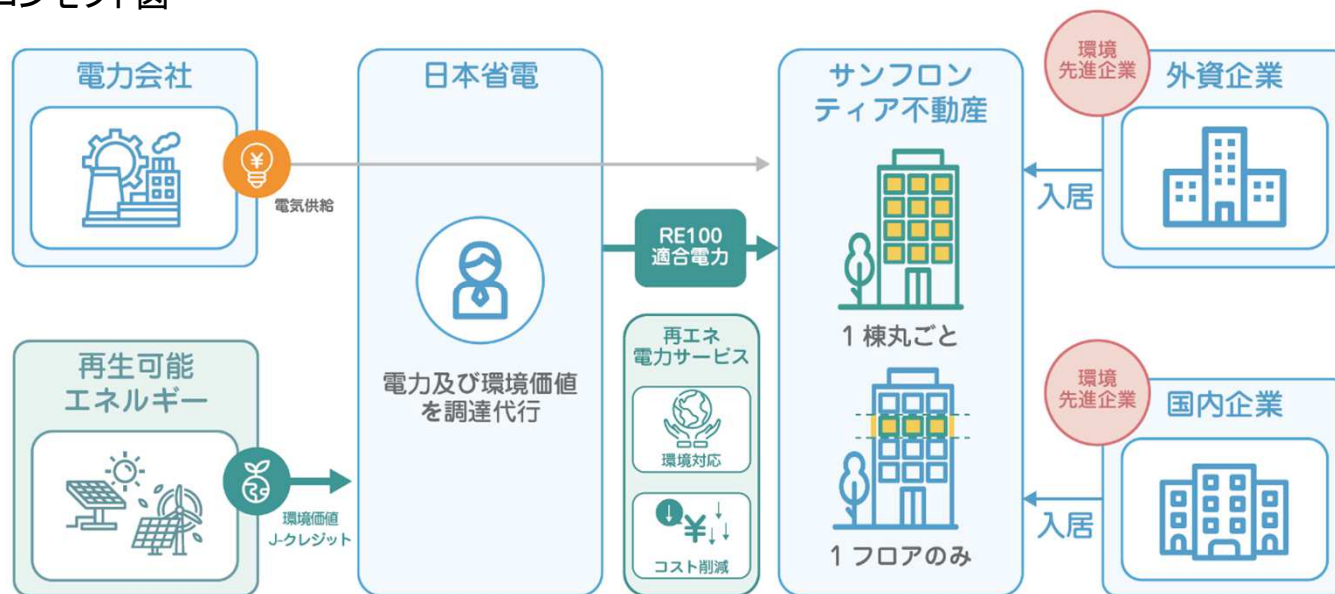 コンセプト図
電力会社
¥
電気供給
再生可能
エネルギー
環境価値
J-クレジット
日本省電
電力及び環境価値
を調達代行
RE100
適合電力
再エネ
電力サービス
環境対応
¥
コスト削減
サンフロン
ティア不動産
1 棟丸ごと
1 フロアのみ
環境
先進企業
外資企業
入居
環境
先進企業
国内企業
入居